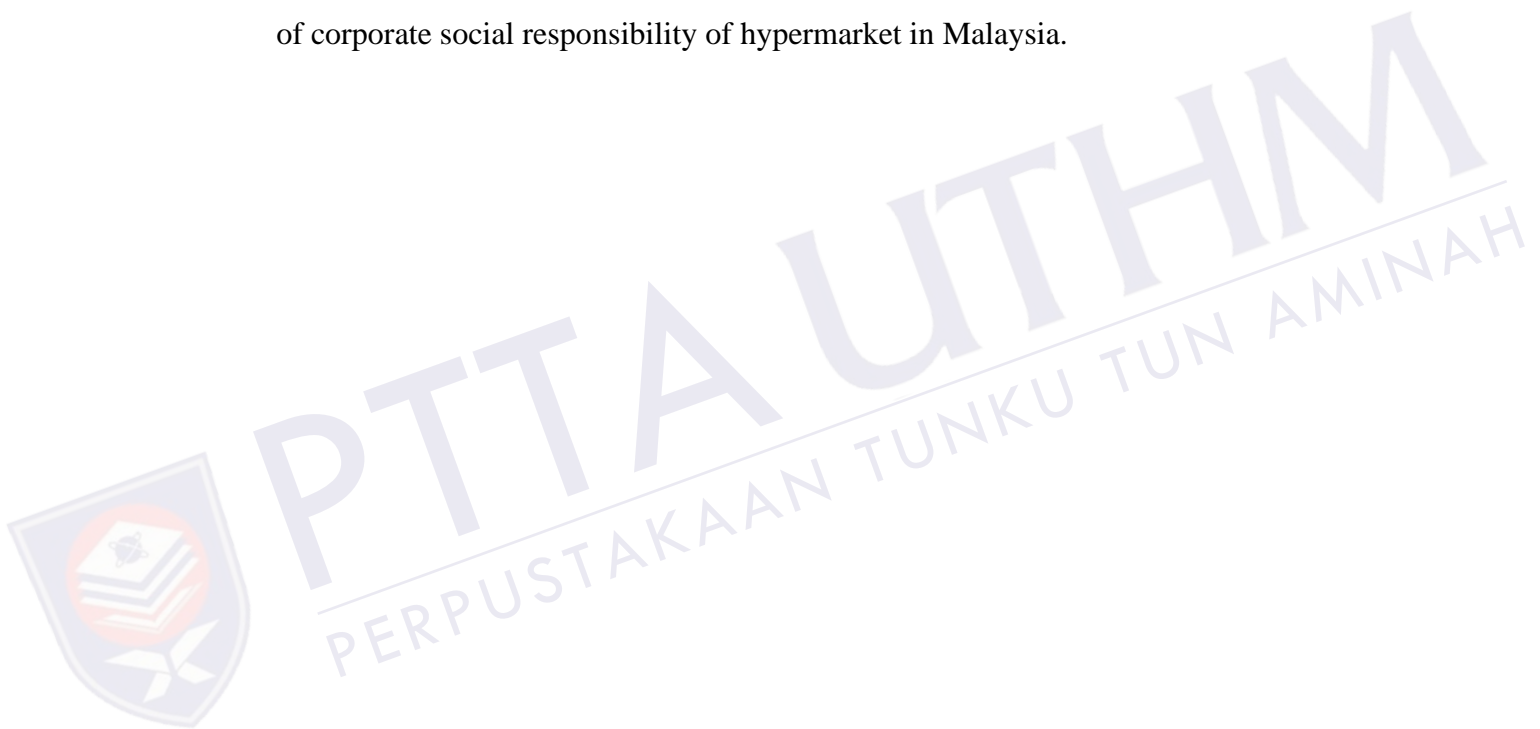 of corporate social responsibility of hypermarket in Malaysia.
PTTA UTHM
PERPUSTAKAAN TUNKU TUN AMINAH